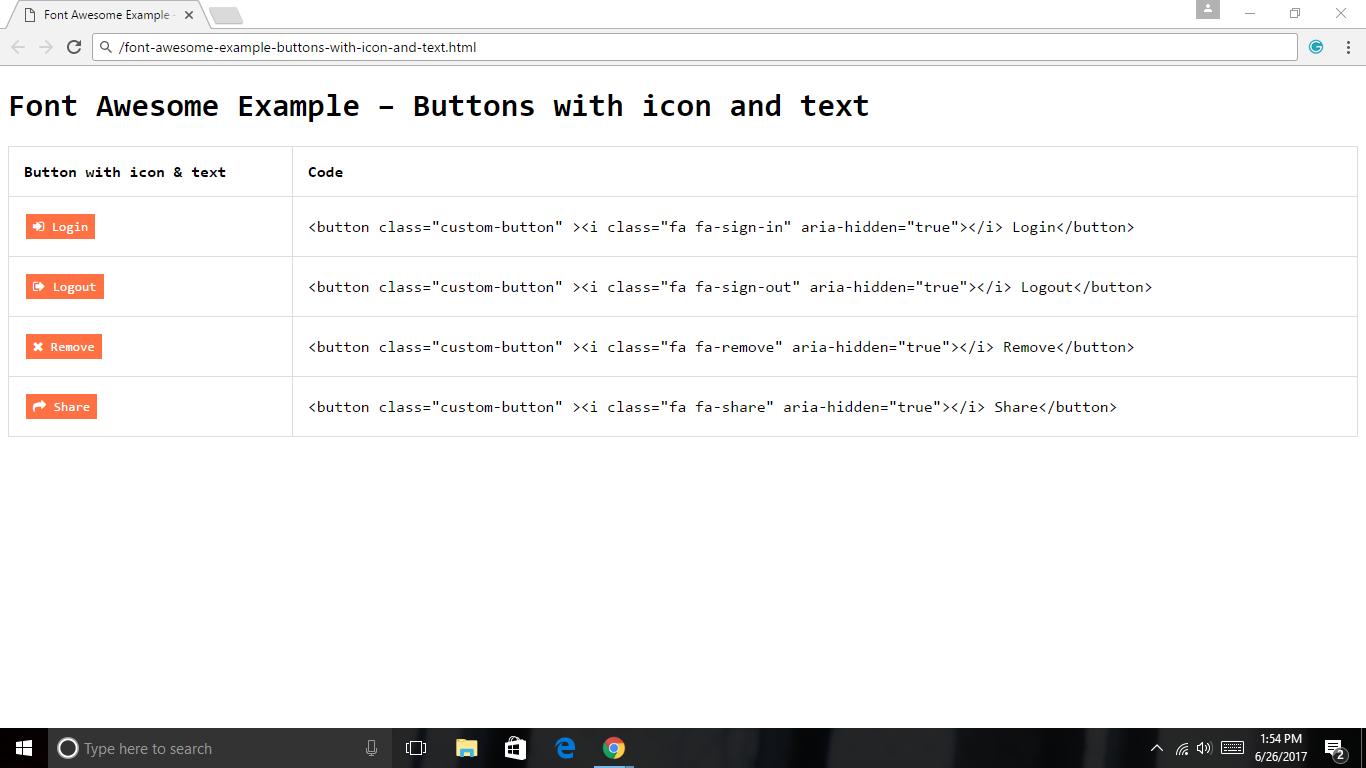 Font Awesome Example -
/font-awesome-example-buttons-with-icon-and-text.html
Font Awesome Example – Buttons with icon and text
Button with icon & text Code
Login <button class="custom-button" ><i class="fa fa-sign-in" aria-hidden="true"></i> Login</button>
Logout <button class="custom-button" ><i class="fa fa-sign-out" aria-hidden="true"></i> Logout</button>
Remove <button class="custom-button" ><i class="fa fa-remove" aria-hidden="true"></i> Remove</button>
Share <button class="custom-button" ><i class="fa fa-share" aria-hidden="true"></i> Share</button>
Type here to search
1:54 PM
6/26/2017
2